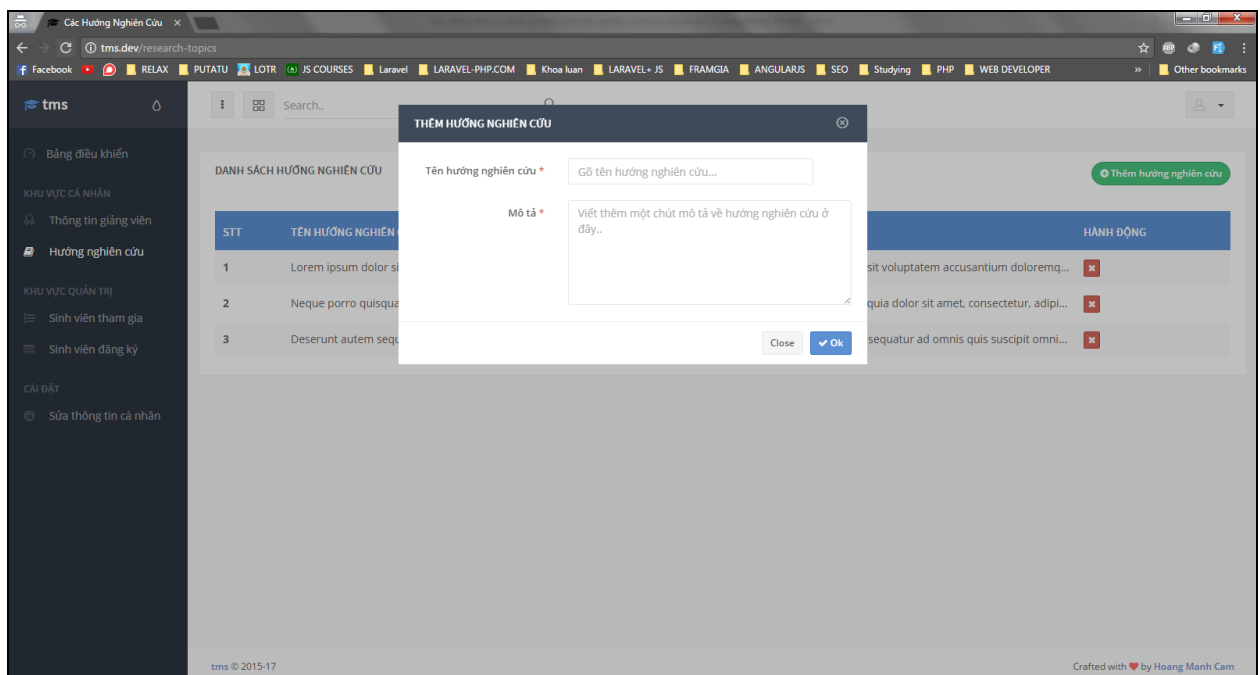 Các Hướng Nghiên Cứu
tms.dev/research-topics
Facebook RELAX PUTATU LOTR JS COURSES Laravel LARAVEL-PHP.COM Khoa luan LARAVEL+ JS FRAMGIA ANGULARJS SEO Studying PHP WEB DEVELOPER » Other bookmarks
tms
Search..
THÊM HƯỚNG NGHIÊN CỨU
Bảng điều khiển
DANH SÁCH HƯỚNG NGHIÊN CỨU
Tên hướng nghiên cứu *
Gõ tên hướng nghiên cứu...
Thêm hướng nghiên cứu
KHU VỰC CÁ NHÂN
Thông tin giảng viên
Mô tả *
Viết thêm một chút mô tả về hướng nghiên cứu ở
đây..
STT TÊN HƯỚNG NGHIÊN HÀNH ĐỘNG
Hướng nghiên cứu
1 Lorem ipsum dolor si sit voluptatem accusantium doloremq...
KHU VỰC QUẢN TRỊ
2 Neque porro quisqua quia dolor sit amet, consectetur, adipi...
Sinh viên tham gia
3 Deserunt autem sequ sequatur ad omnis quis suscipit omni...
Close Ok
Sinh viên đăng ký
CÀI ĐẶT
Sửa thông tin cá nhân
tms © 2015-17
Crafted with ❤ by Hoang Manh Cam